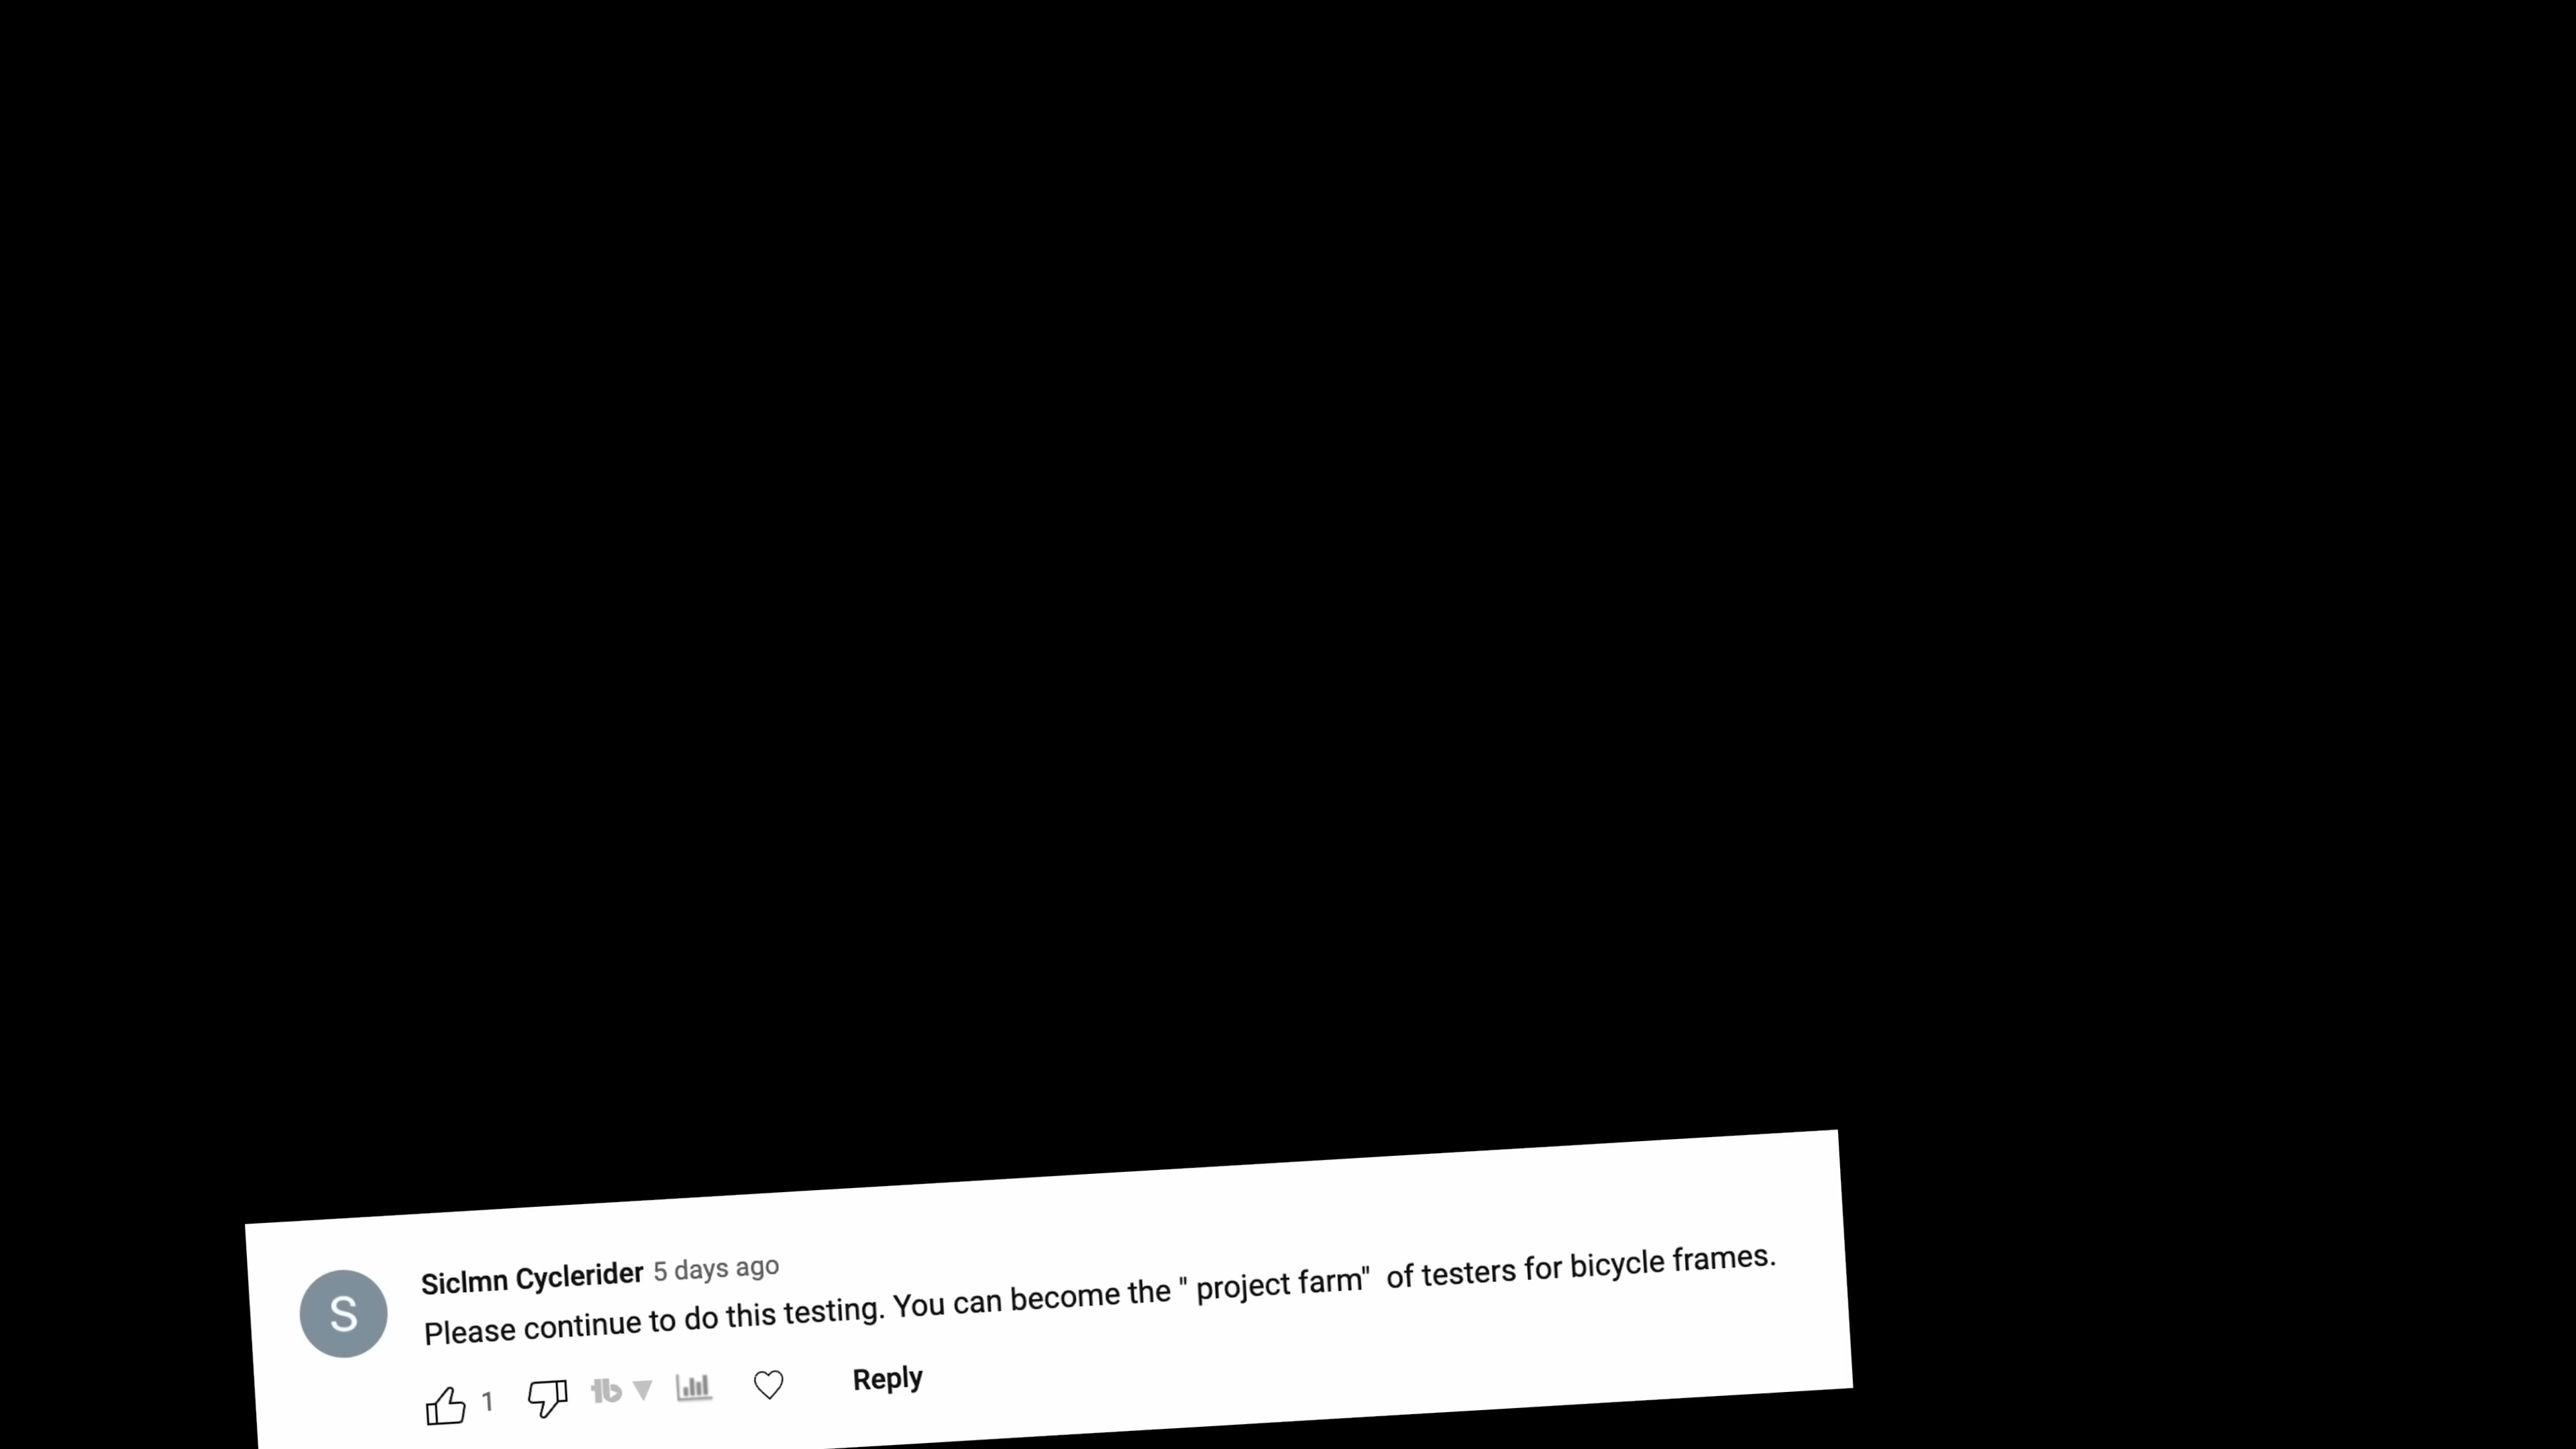 S
Siclmn Cyclerider 5 days ago
Please continue to do this testing. You can become the " project farm"  of testers for bicycle frames.
1 tb Reply